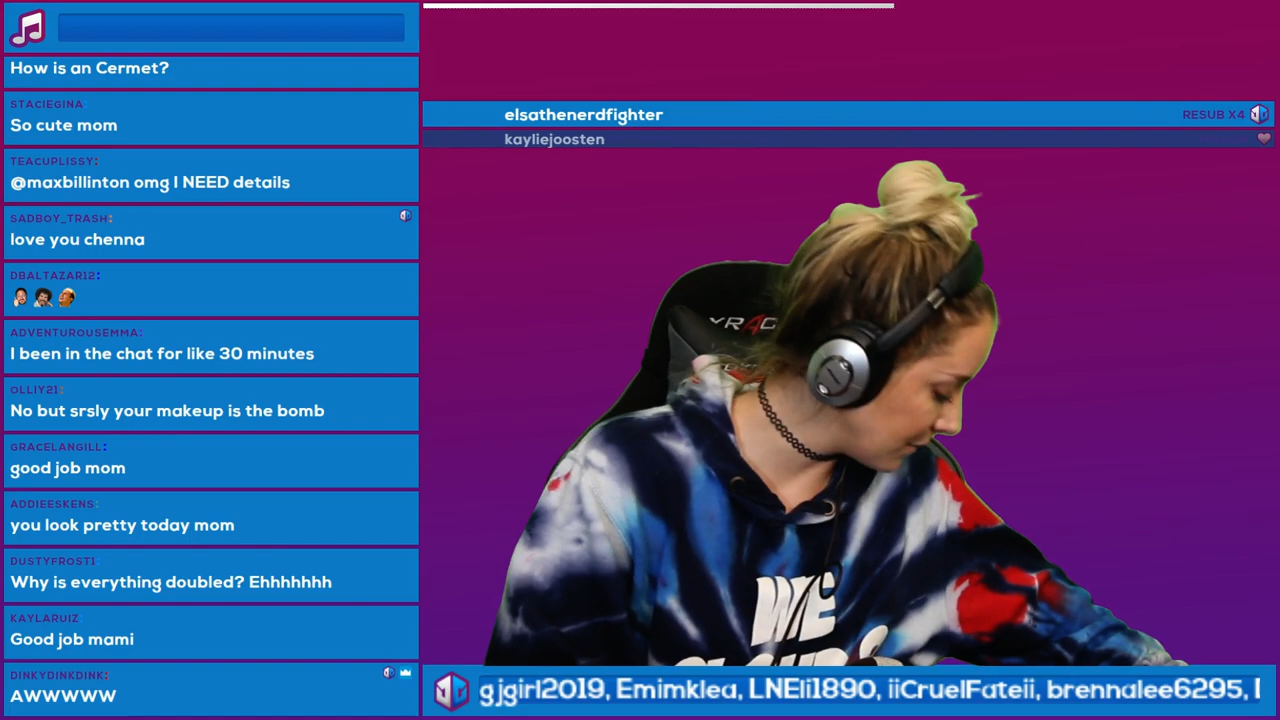 How is an Cermet?
STACIEGINA
So cute mom
TEACUPLISSY:
@maxbillinton omg I NEED details
SADBOY_TRASH:
love you chenna
DBALTAZAR12:
ADVENTUROUSEMMA:
I been in the chat for like 30 minutes
OLLIY21:
No but srsly your makeup is the bomb
GRACELANGILL:
good job mom
ADDIEESKENS:
you look pretty today mom
DUSTYFROST1:
Why is everything doubled? Ehhhhhhh
KAYLARUIZ:
Good job mami
DINKYDINKDINK:
AWWWWW
elsathenerdfighter
RESUB X4
kayliejoosten
WE
gjgirl2019, Emimklea, LNEli1890, iiCruelFateii, brennalee6295,